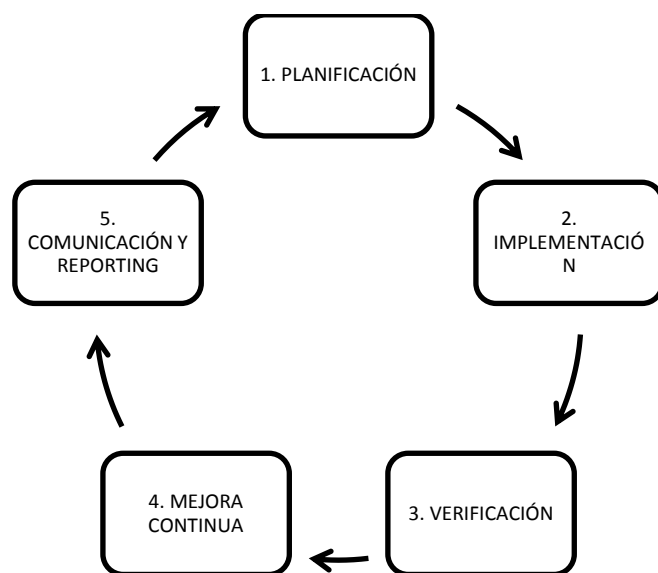 1. PLANIFICACIÓN
2.
IMPLEMENTACIÓ
N
3. VERIFICACIÓN
4. MEJORA
CONTINUA
5.
COMUNICACIÓN Y
REPORTING